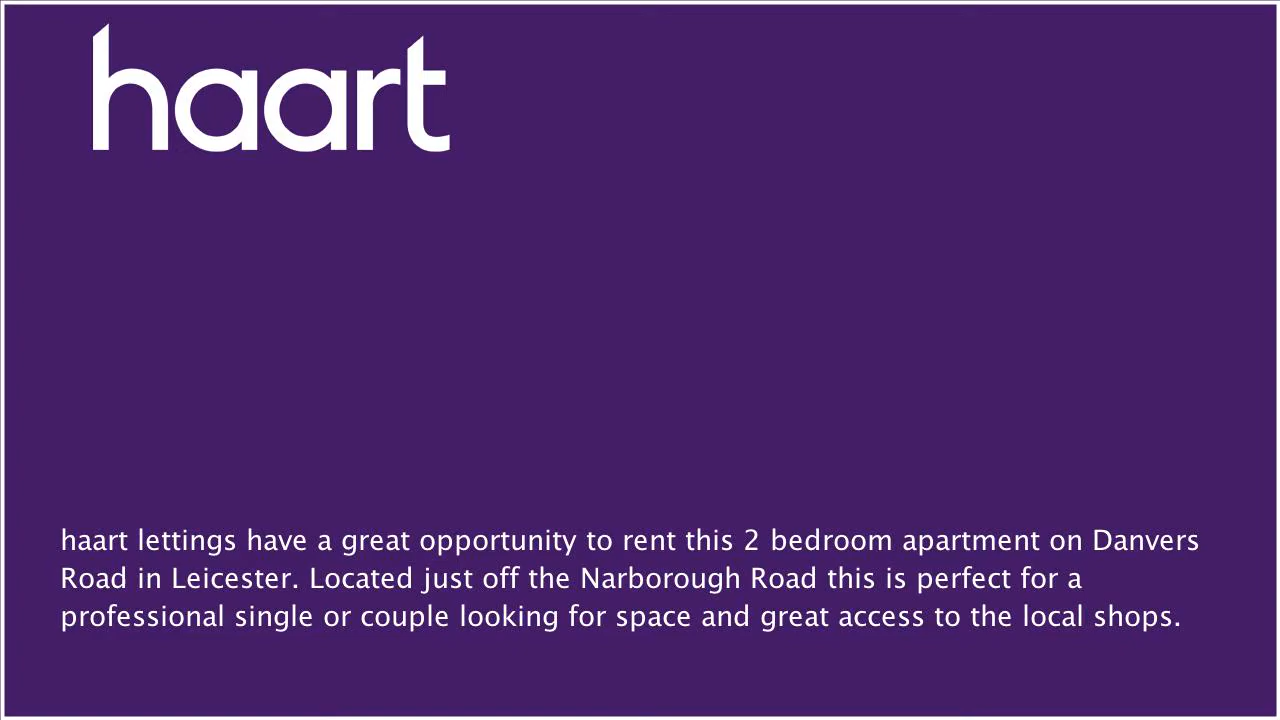 haart
haart lettings have a great opportunity to rent this 2 bedroom apartment on Danvers
Road in Leicester. Located just off the Narborough Road this is perfect for a
professional single or couple looking for space and great access to the local shops.